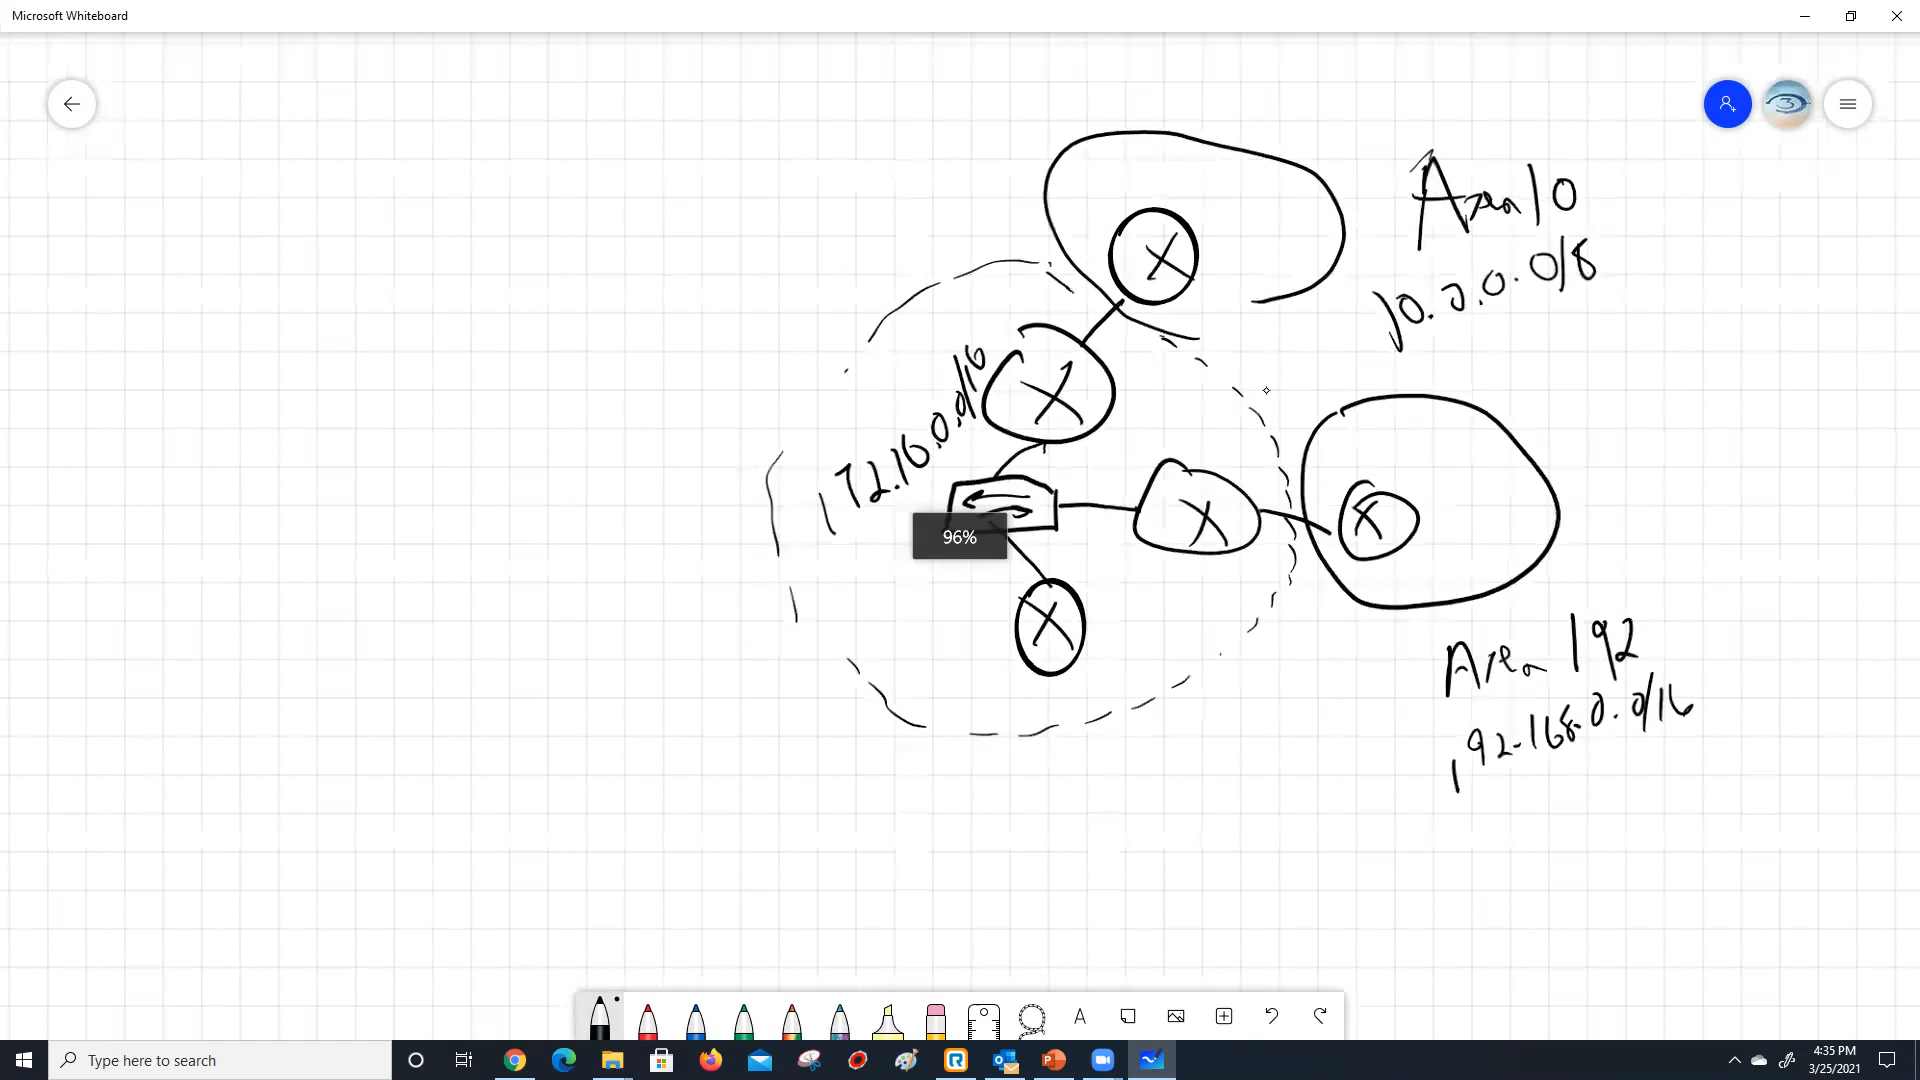 Microsoft Whiteboard
Area 10
10.0.0.0/8
172.16.0.0/16
96%
Area 192
192.168.0.0/16
Type here to search
4:35 PM
3/25/2021